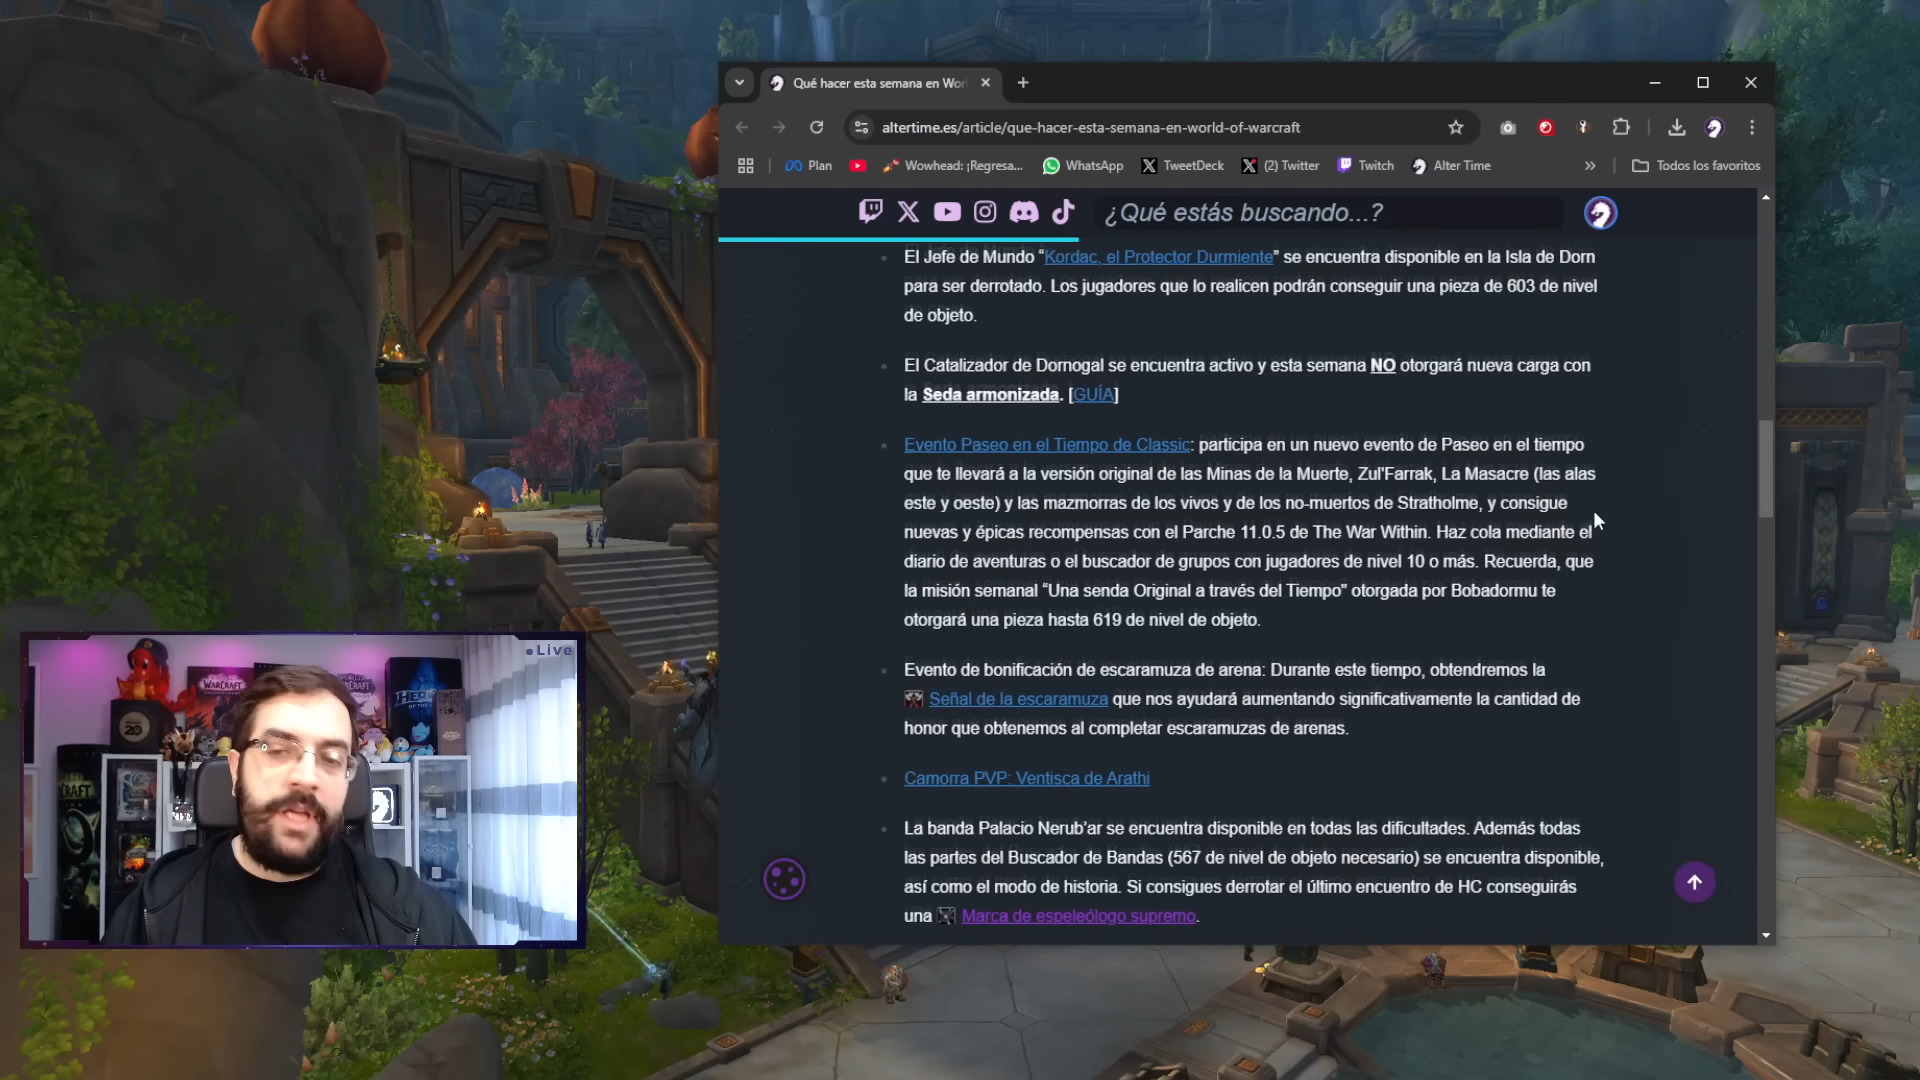 Qué hacer esta semana en Wor
altertime.es/article/que-hacer-esta-semana-en-world-of-warcraft
Plan
Wowhead: ¡Regresa...
WhatsApp
TweetDeck
(2) Twitter
Twitch
Alter Time
»
Todos los favoritos
¿Qué estás buscando...?
El Jefe de Mundo “Kordac, el Protector Durmiente” se encuentra disponible en la Isla de Dorn
para ser derrotado. Los jugadores que lo realicen podrán conseguir una pieza de 603 de nivel
de objeto.
El Catalizador de Dornogal se encuentra activo y esta semana NO otorgará nueva carga con
la Seda armonizada. [GUÍA]
Evento Paseo en el Tiempo de Classic: participa en un nuevo evento de Paseo en el tiempo
que te llevará a la versión original de las Minas de la Muerte, Zul'Farrak, La Masacre (las alas
este y oeste) y las mazmorras de los vivos y de los no-muertos de Stratholme, y consigue
nuevas y épicas recompensas con el Parche 11.0.5 de The War Within. Haz cola mediante el
diario de aventuras o el buscador de grupos con jugadores de nivel 10 o más. Recuerda, que
la misión semanal “Una senda Original a través del Tiempo” otorgada por Bobadormu te
otorgará una pieza hasta 619 de nivel de objeto.
Evento de bonificación de escaramuza de arena: Durante este tiempo, obtendremos la
Señal de la escaramuza que nos ayudará aumentando significativamente la cantidad de
honor que obtenemos al completar escaramuzas de arenas.
Camorra PVP: Ventisca de Arathi
La banda Palacio Nerub’ar se encuentra disponible en todas las dificultades. Además todas
las partes del Buscador de Bandas (567 de nivel de objeto necesario) se encuentra disponible,
así como el modo de historia. Si consigues derrotar el último encuentro de HC conseguirás
una Marca de espeleólogo supremo.
Live
WARCRAFT
20